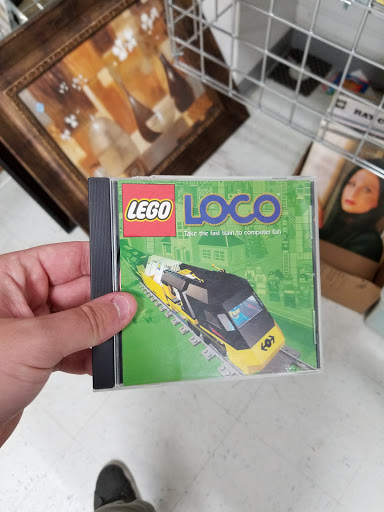 LEGO LOCO
Take the fast train to computer fun